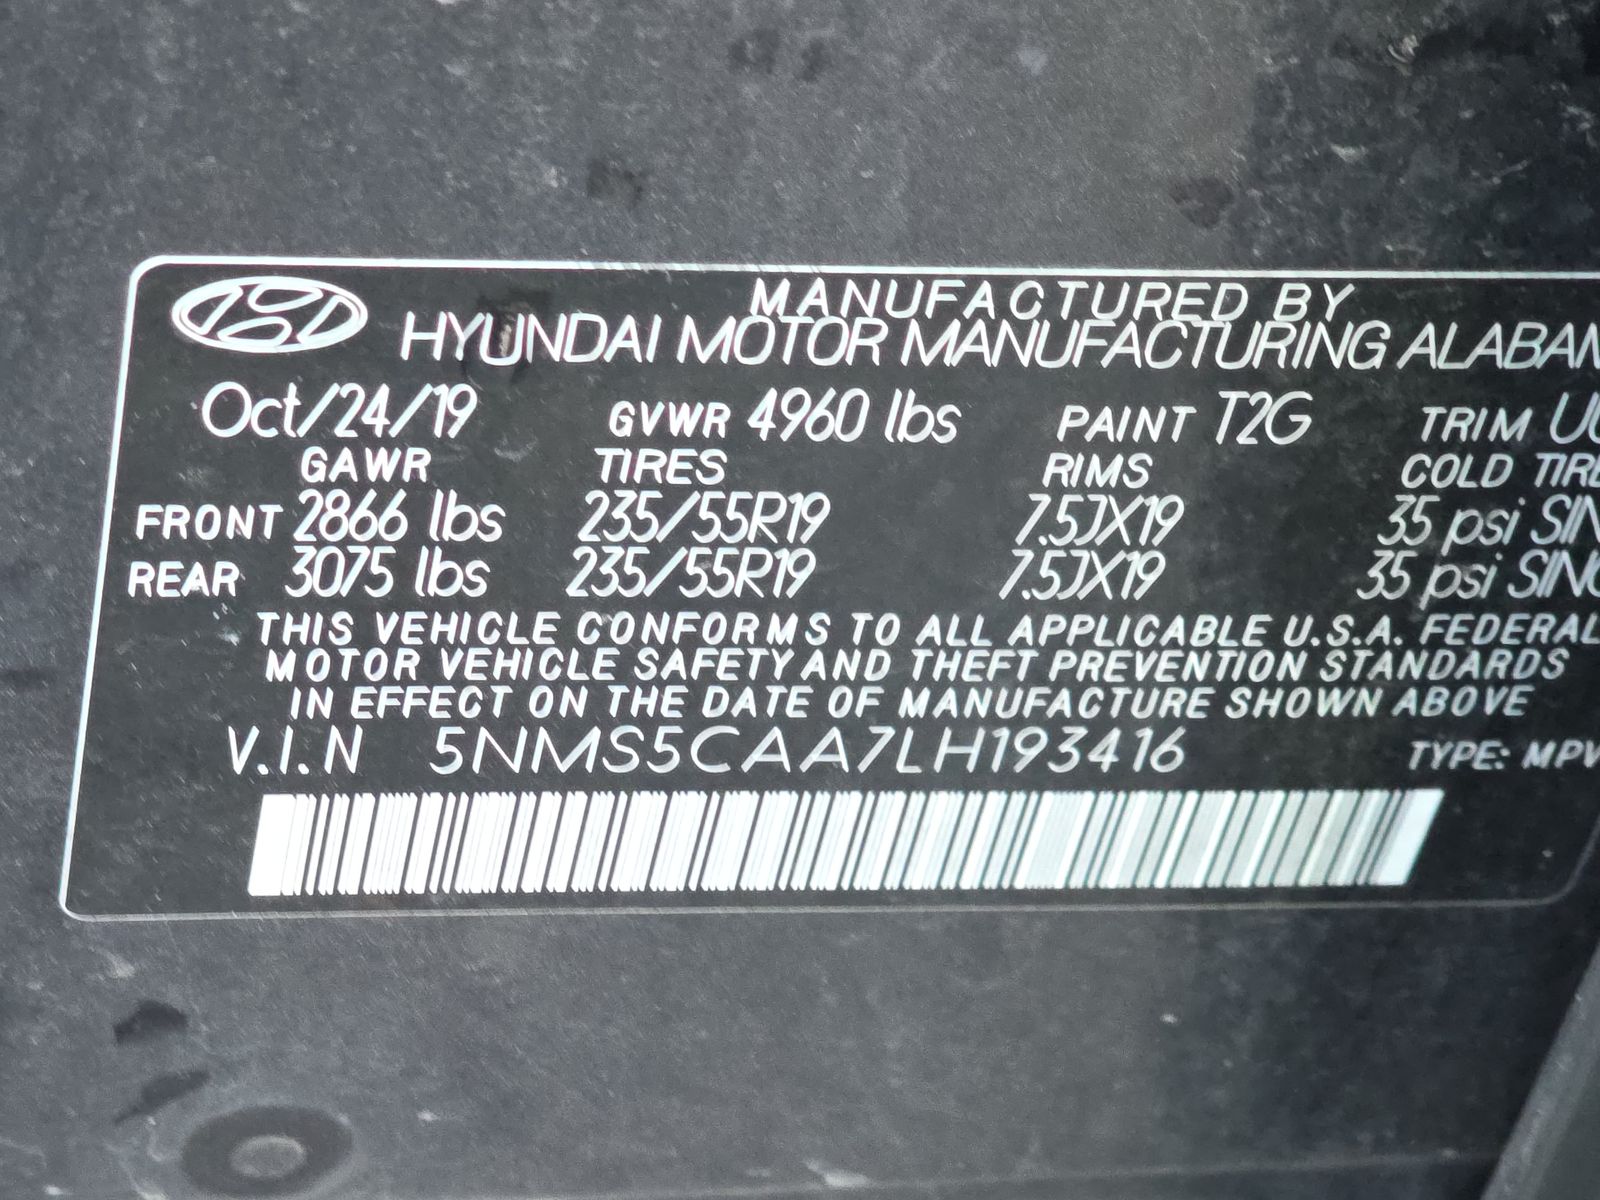 MANUFACTURED BY
HYUNDAI MOTOR MANUFACTURING
Oct/24/19 GVWR 4960 lbs PAINT T2G TRIM
GAWR TIRES RIMS COLD
FRONT 2866 lbs 235/55R19 7.5JX19 35 psi
REAR 3075 lbs 235/55R19 7.5JX19 35 psi
THIS VEHICLE CONFORMS TO ALL APPLICABLE U.S.A. FEDERAL
MOTOR VEHICLE SAFETY AND THEFT PREVENTION STANDARDS
IN EFFECT ON THE DATE OF MANUFACTURE SHOWN ABOVE
V.I.N 5NMS5CAA7LH193416 TYPE: MPV